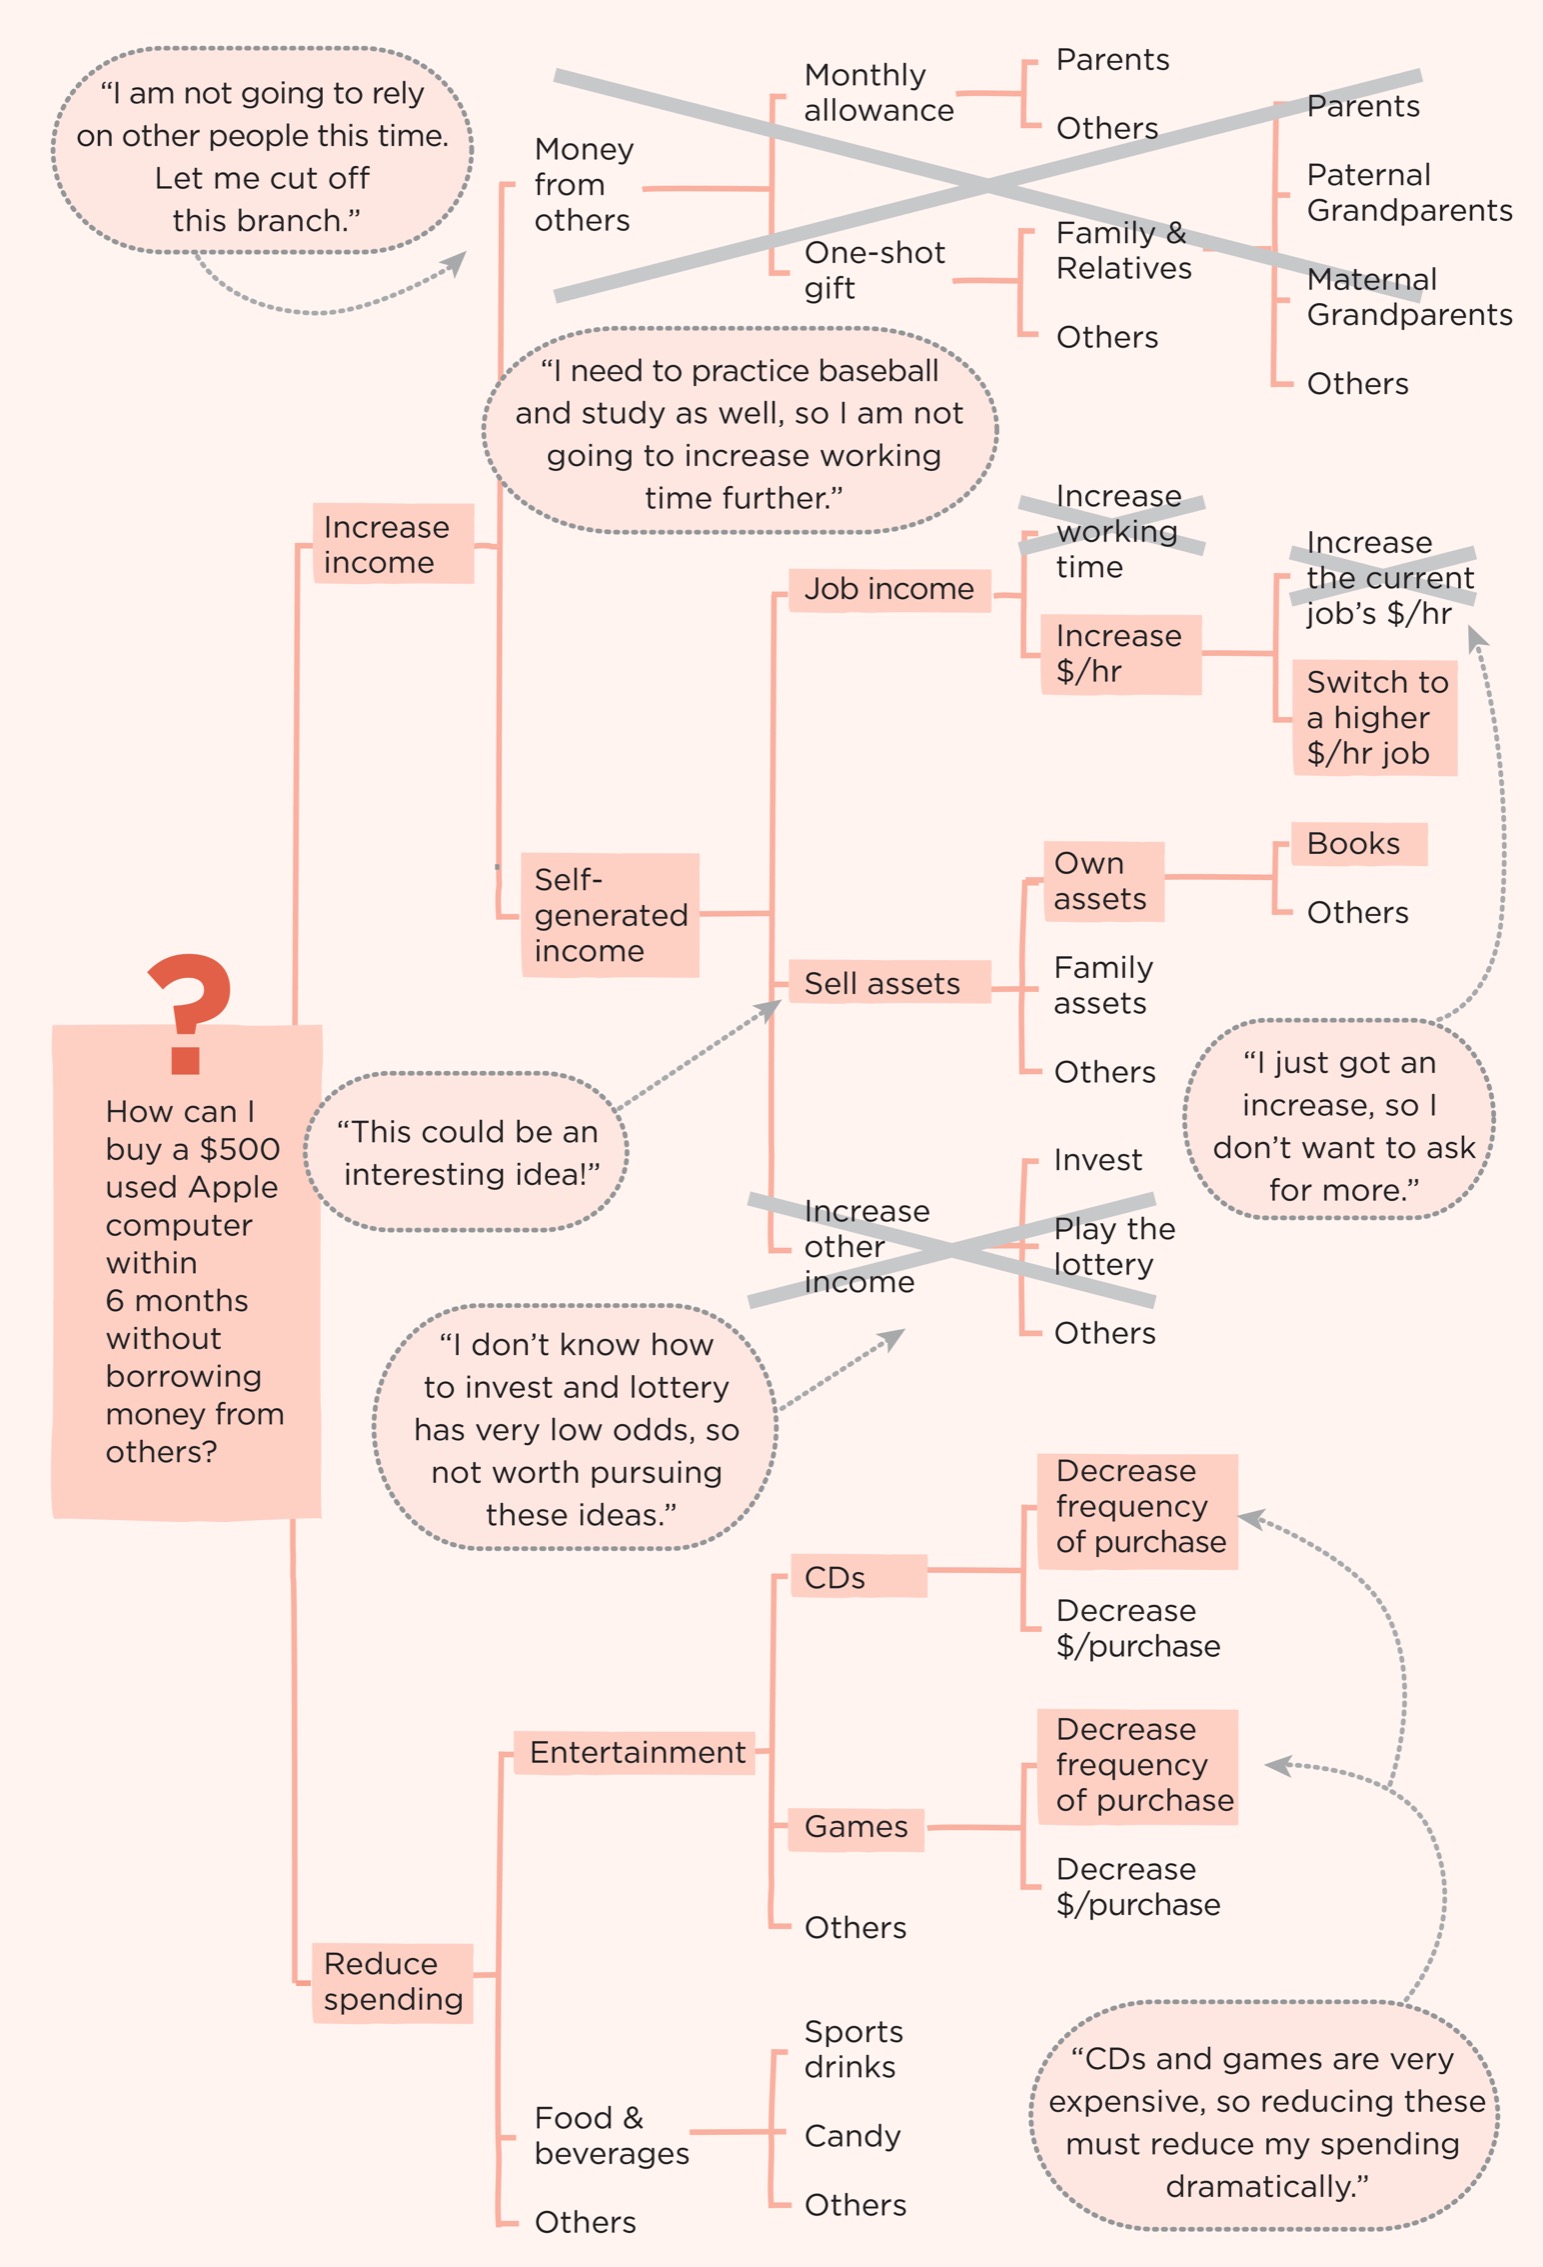 “I am not going to rely
on other people this time.
Let me cut off
this branch.”
Money
from
others
Monthly
allowance
Parents
Others
One-shot
gift
Family &
Relatives
Others
Parents
Paternal
Grandparents
Maternal
Grandparents
Others
“I need to practice baseball
and study as well, so I am not
going to increase working
time further.”
Increase
income
Job income
Increase
working
time
Increase
$/hr
Increase
the current
job’s $/hr
Switch to
a higher
$/hr job
Self-
generated
income
Sell assets
Own
assets
Books
Others
Family
assets
Others
?
How can I
buy a $500
used Apple
computer
within
6 months
without
borrowing
money from
others?
“This could be an
interesting idea!”
“I just got an
increase, so I
don’t want to ask
for more.”
Increase
other
income
Invest
Play the
lottery
Others
“I don’t know how
to invest and lottery
has very low odds, so
not worth pursuing
these ideas.”
Reduce
spending
Entertainment
CDs
Decrease
frequency
of purchase
Decrease
$/purchase
Games
Decrease
frequency
of purchase
Decrease
$/purchase
Others
Food &
beverages
Sports
drinks
Candy
Others
Others
“CDs and games are very
expensive, so reducing these
must reduce my spending
dramatically.”